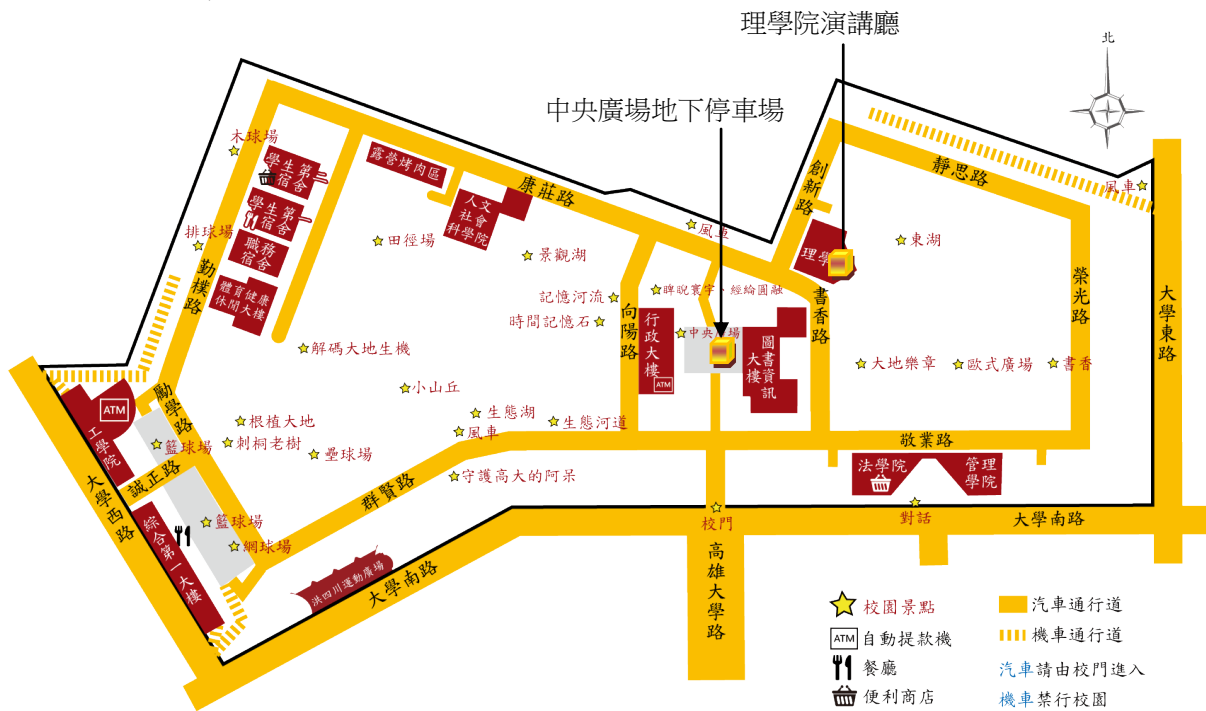 理學院演講廳
中央廣場地下停車場
北
木球場
學生第二
宿舍
露營烤肉區
康莊路
創新路
靜思路
風車
學生第一
宿舍
人文
社會
科學院
排球場
職務
宿舍
田徑場
景觀湖
風車
理學
東湖
勤樸路
體育健康
休閒大樓
記憶河流
時間記憶石
向陽路
睥睨寰宇、經綸圓融
行政大樓
ATM
中央廣場
圖書資訊
大樓
書香路
榮光路
大學東路
解碼大地生機
小山丘
大地樂章
歐式廣場
書香
ATM
工學院
勵學路
根植大地
刺桐老樹
籃球場
壘球場
生態湖
風車
生態河道
敬業路
誠正路
大學西路
群賢路
守護高大的阿呆
法學院
管理
學院
綜合第一大樓
籃球場
網球場
校門
對話
大學南路
洪四川運動廣場
大學南路
高雄大學路
校園景點
ATM
自動提款機
餐廳
便利商店
汽車通行道
機車通行道
汽車請由校門進入
機車禁行校園